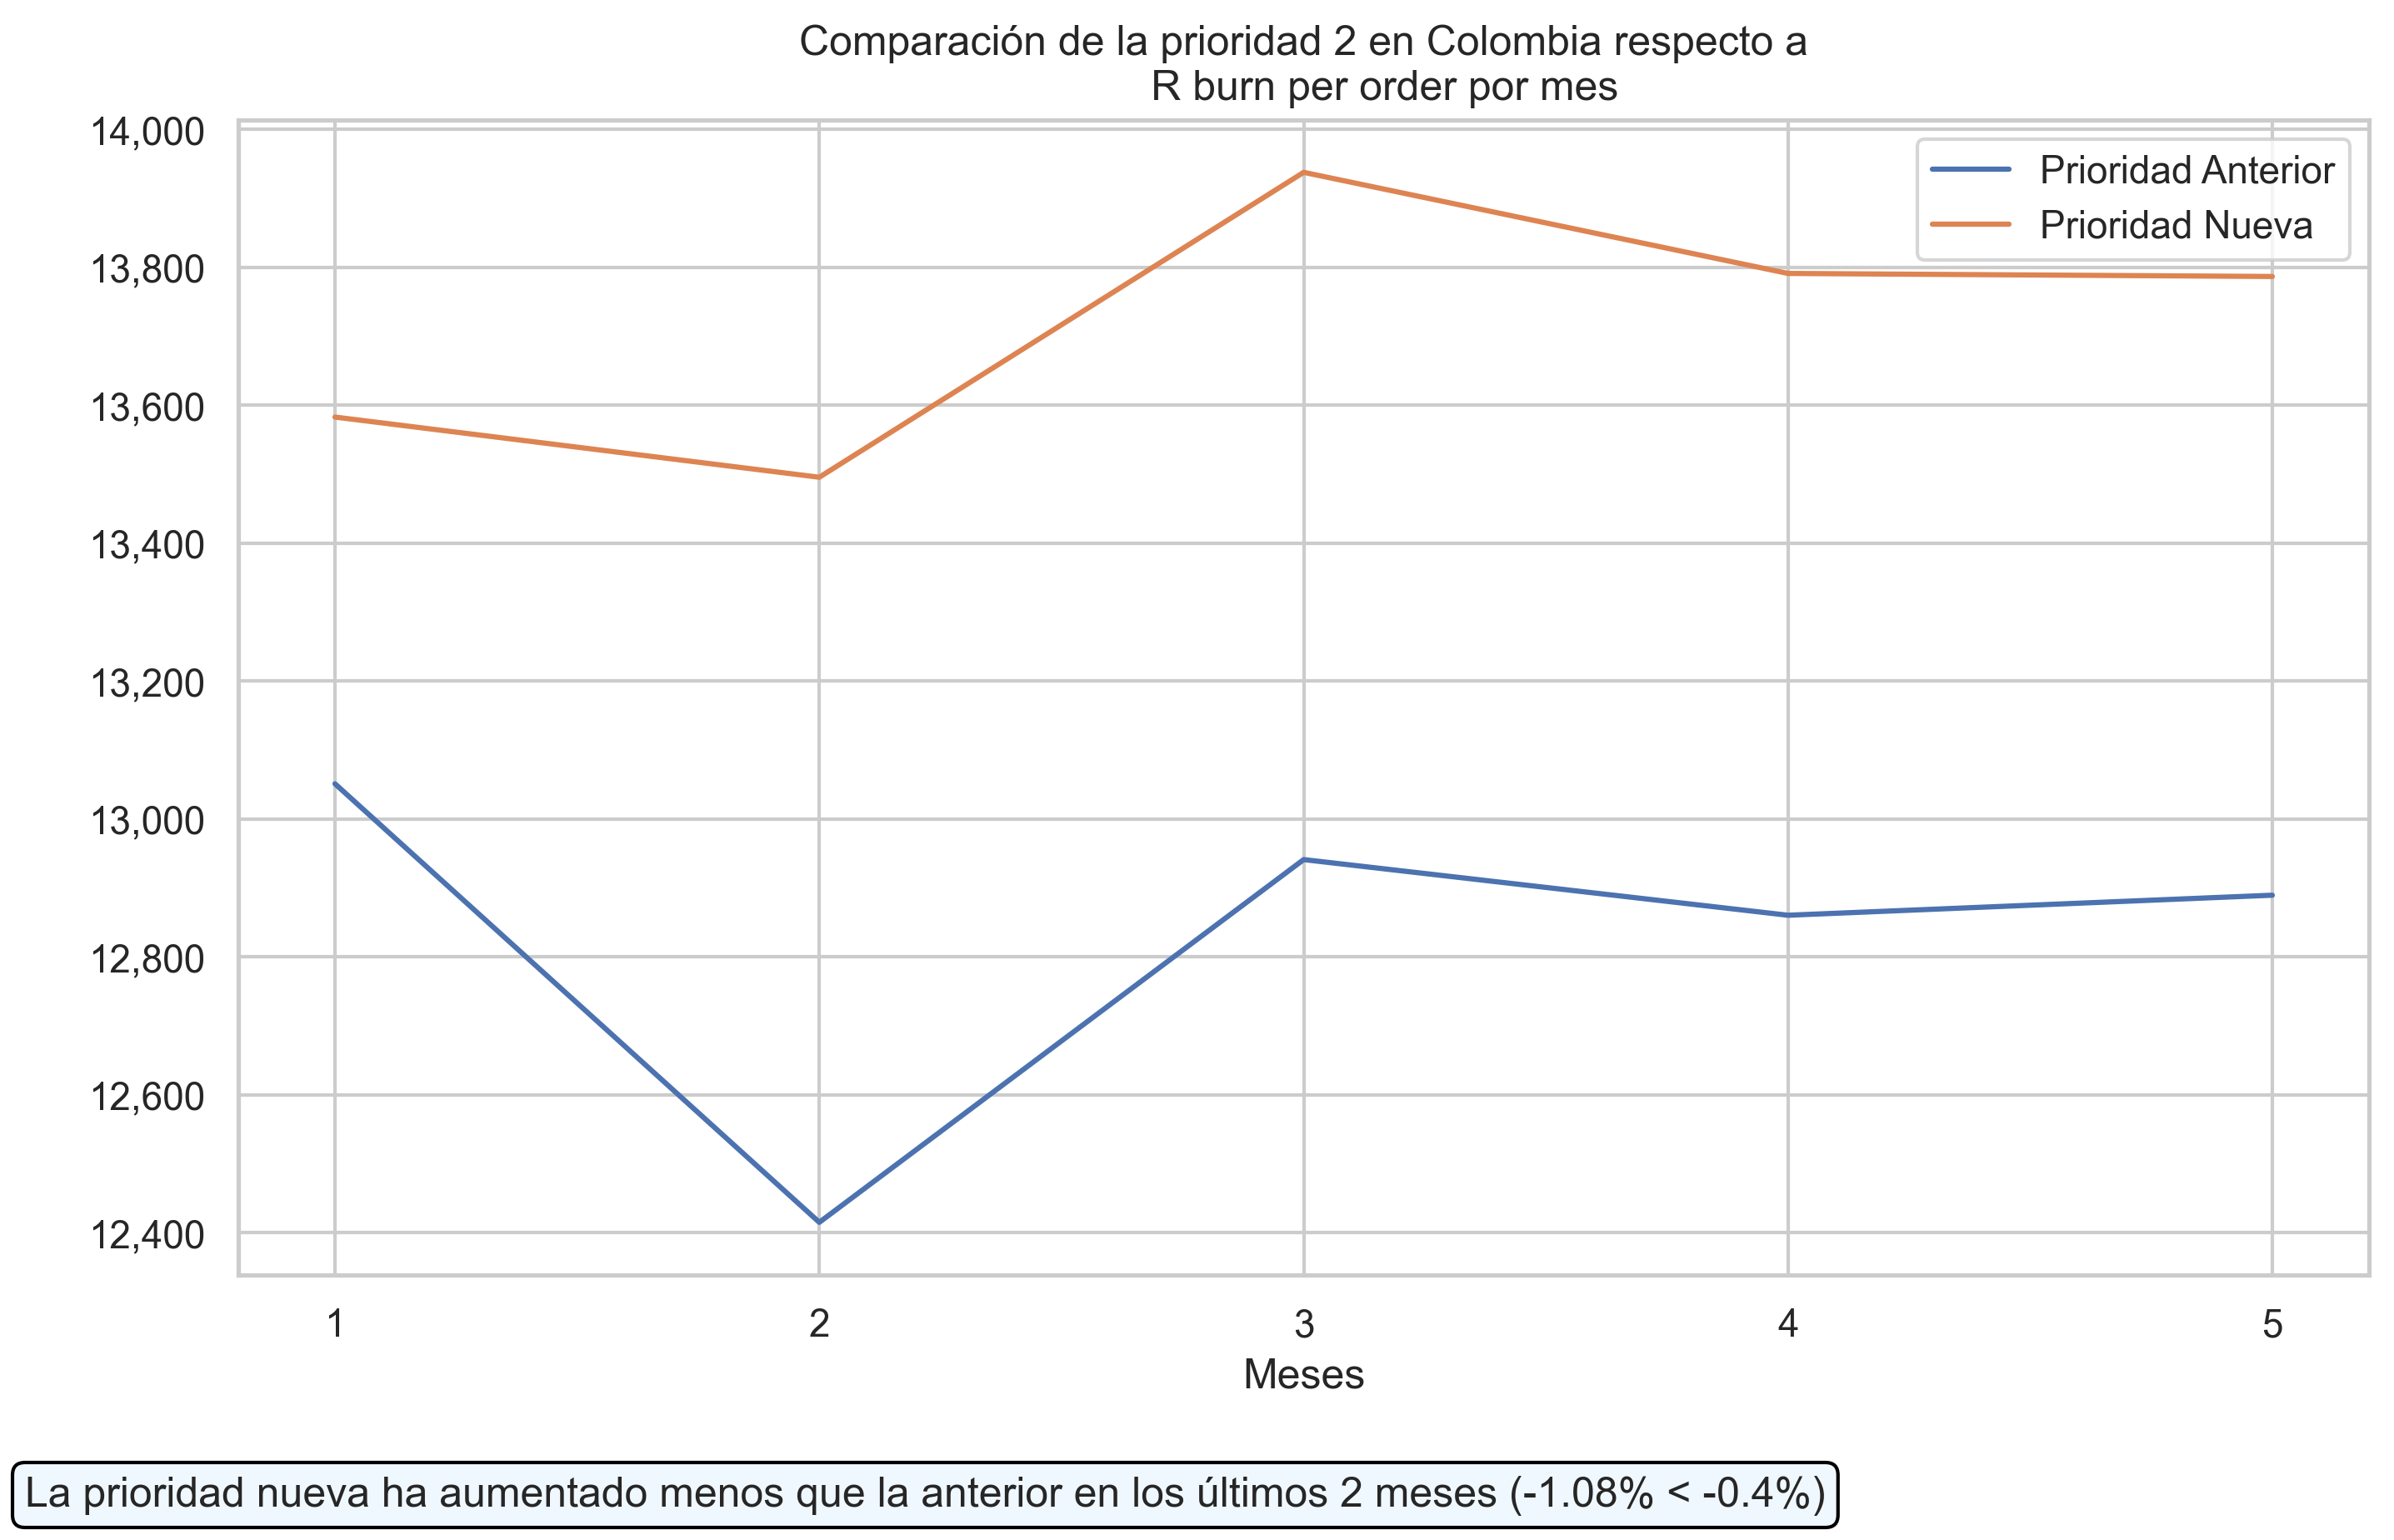 Comparación de la prioridad 2 en Colombia respecto a
R burn per order por mes
14,000
13,800
13,600
13,400
13,200
13,000
12,800
12,600
12,400
Prioridad Anterior
Prioridad Nueva
1 2 3 4 5
Meses
La prioridad nueva ha aumentado menos que la anterior en los últimos 2 meses (-1.08% < -0.4%)